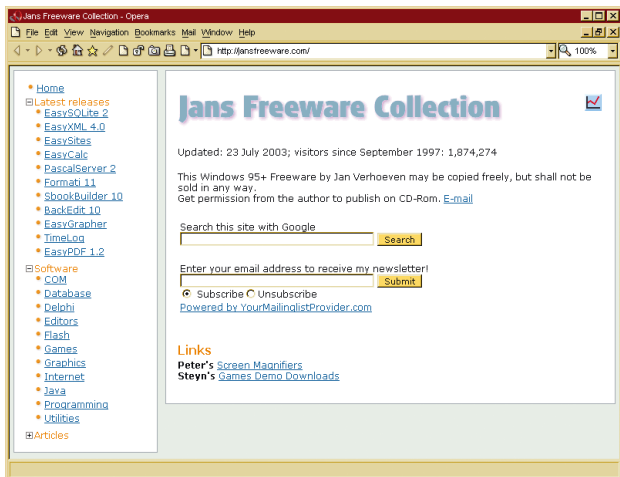 Jans Freeware Collection - Opera
File Edit View Navigation Bookmarks Mail Window Help
http://jansfreeware.com/ 100%
Home
Latest releases
EasySQLite 2
EasyXML 4.0
EasySites
EasyCalc
PascalServer 2
Formati 11
SbookBuilder 10
BackEdit 10
EasyGrapher
TimeLog
EasyPDF 1.2
Software
COM
Database
Delphi
Editors
Flash
Games
Graphics
Internet
Java
Programming
Utilities
Articles
Jans Freeware Collection
Updated: 23 July 2003; visitors since September 1997: 1,874,274
This Windows 95+ Freeware by Jan Verhoeven may be copied freely, but shall not be
sold in any way.
Get permission from the author to publish on CD-Rom. E-mail
Search this site with Google
Search
Enter your email address to receive my newsletter!
Submit
Subscribe Unsubscribe
Powered by YourMailinglistProvider.com
Links
Peter's Screen Magnifiers
Steyn's Games Demo Downloads